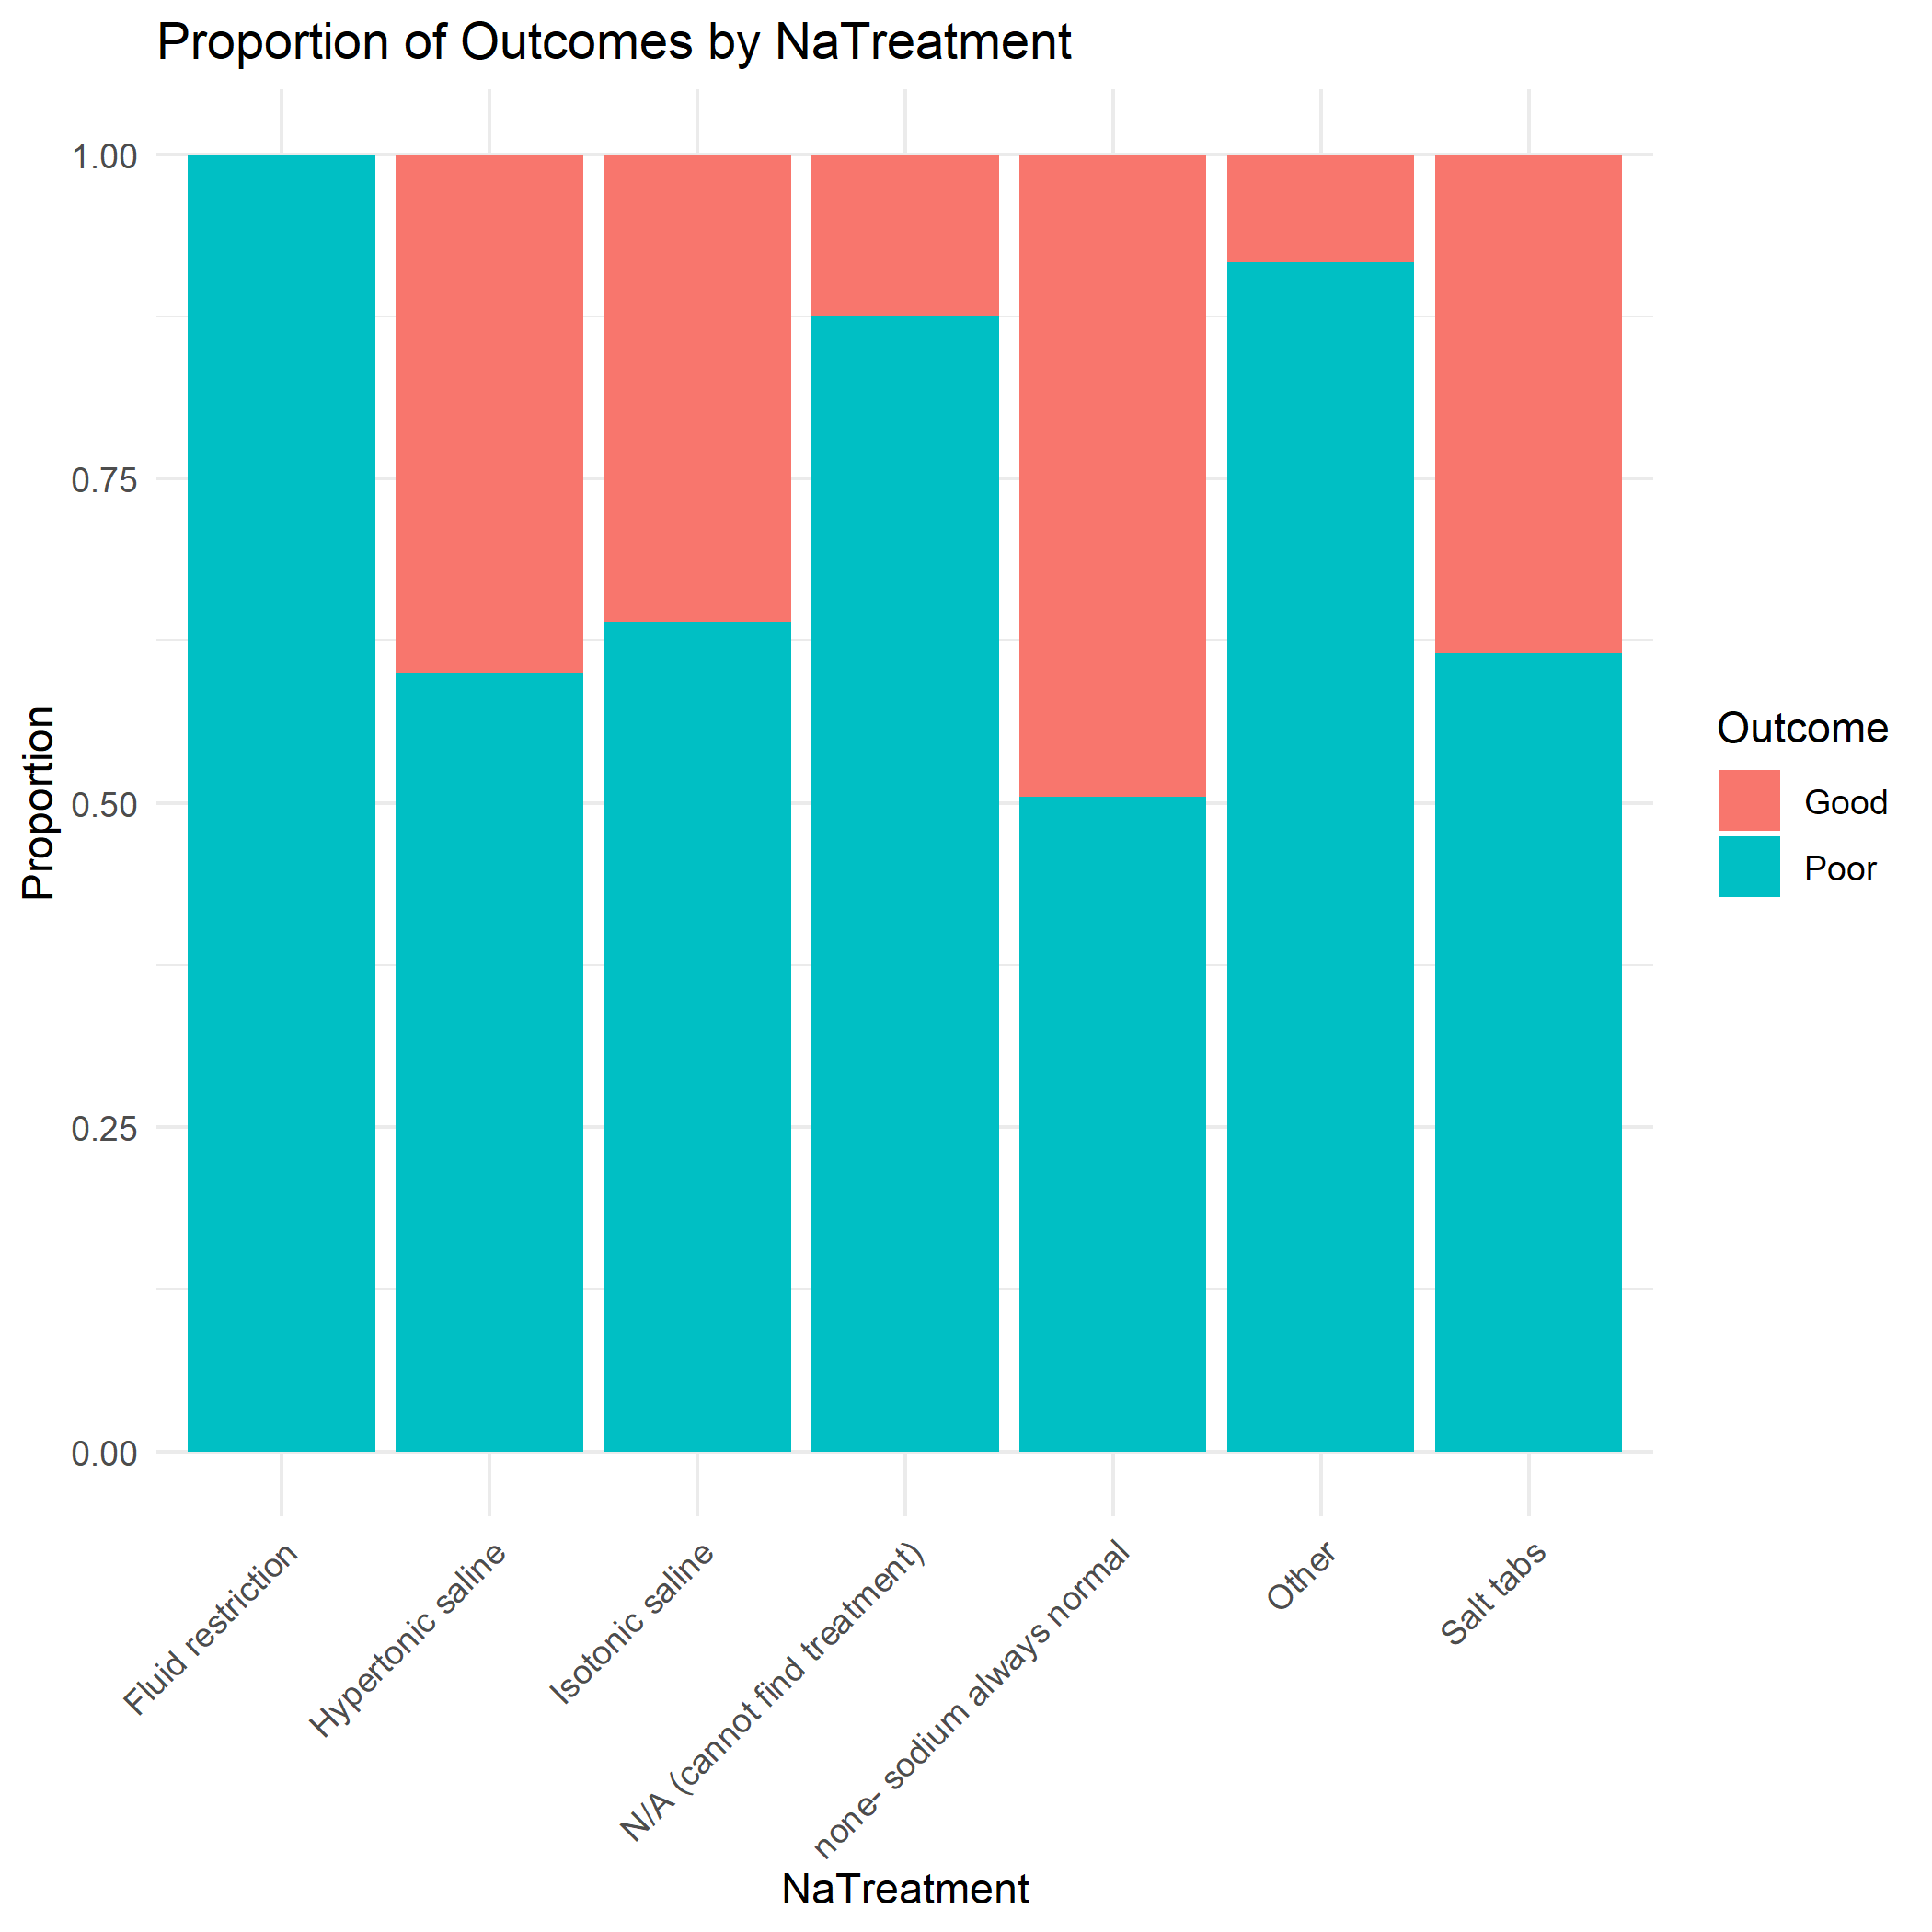 Proportion of Outcomes by NaTreatment
1.00
0.75
0.50
0.25
0.00
Proportion
Fluid restriction
Hypertonic saline
Isotonic saline
N/A (cannot find treatment)
none- sodium always normal
Other
Salt tabs
NaTreatment
Outcome
Good
Poor